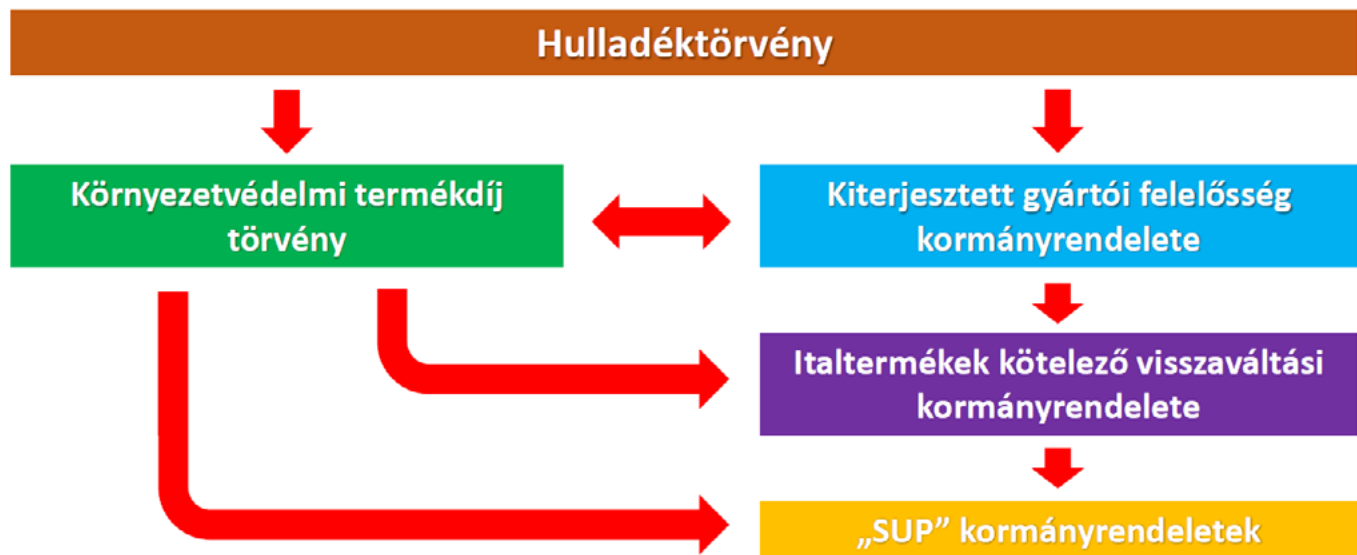 Hulladéktörvény
Környezetvédelmi termékdíj
törvény
Kiterjesztett gyártói felelősség
kormányrendelete
Italtermékek kötelező visszaváltási
kormányrendelete
„SUP” kormányrendeletek